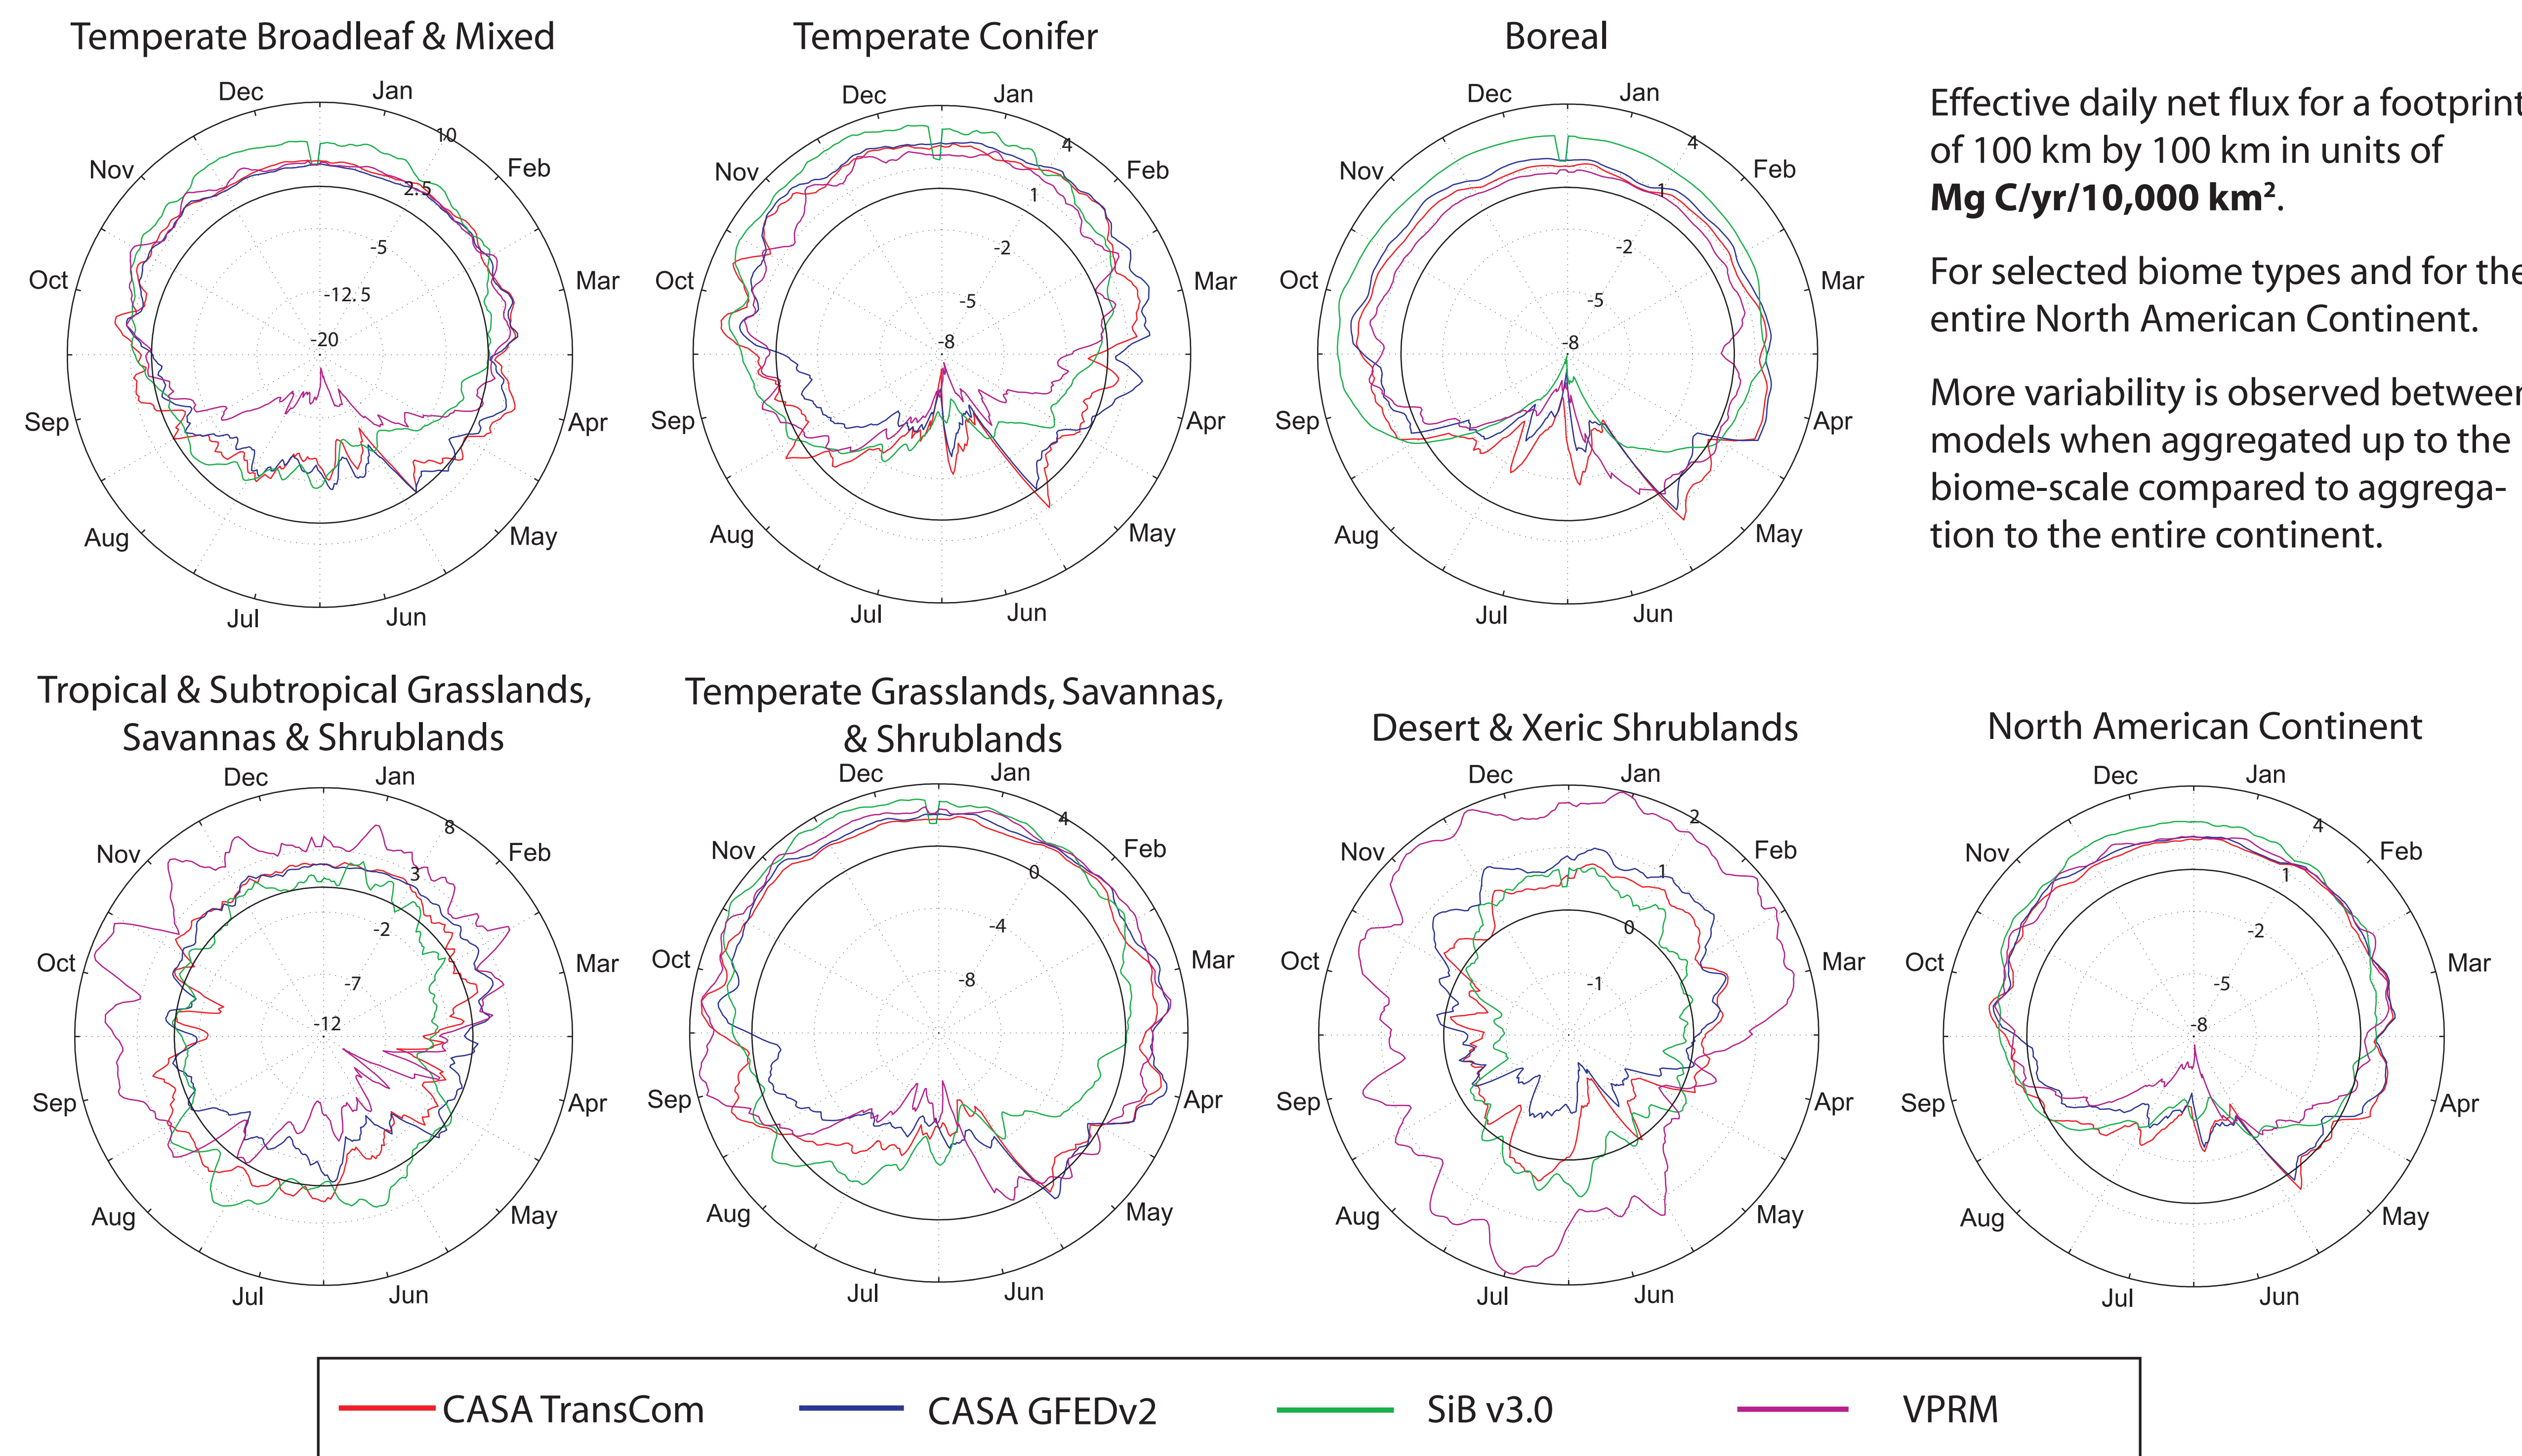 Temperate Broadleaf & Mixed
Dec
Jan
10
Nov
Feb
2.5
-5
Oct
Mar
-12.5
-20
Sep
Apr
Aug
May
Jul
Jun
Temperate Conifer
Dec
Jan
4
Nov
Feb
1
-2
Oct
Mar
-5
-8
Sep
Apr
Aug
May
Jul
Jun
Boreal
Dec
Jan
4
Nov
Feb
1
-2
Oct
Mar
-5
-8
Sep
Apr
Aug
May
Jul
Jun
Effective daily net flux for a footprint
of 100 km by 100 km in units of
Mg C/yr/10,000 km².
For selected biome types and for the
entire North American Continent.
More variability is observed between
models when aggregated up to the
biome-scale compared to aggrega-
tion to the entire continent.
Tropical & Subtropical Grasslands,
Savannas & Shrublands
Dec
Jan
8
Nov
Feb
3
-2
Oct
Mar
-7
-12
Sep
Apr
Aug
May
Jul
Jun
Temperate Grasslands, Savannas,
& Shrublands
Dec
Jan
4
Nov
Feb
0
-4
Oct
Mar
-8
Sep
Apr
Aug
May
Jul
Jun
Desert & Xeric Shrublands
Dec
Jan
2
Nov
Feb
1
0
Oct
Mar
-1
Sep
Apr
Aug
May
Jul
Jun
North American Continent
Dec
Jan
4
Nov
Feb
1
-2
Oct
Mar
-5
-8
Sep
Apr
Aug
May
Jul
Jun
CASA TransCom
CASA GFEDv2
SiB v3.0
VPRM